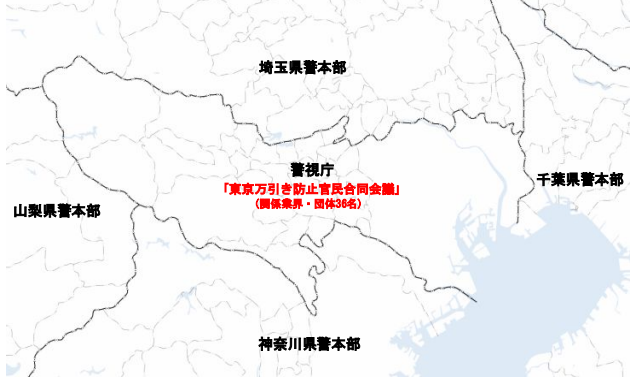 埼玉県警本部
警視庁
「東京万引き防止官民合同会議」
(関係業界・団体36名)
千葉県警本部
山梨県警本部
神奈川県警本部